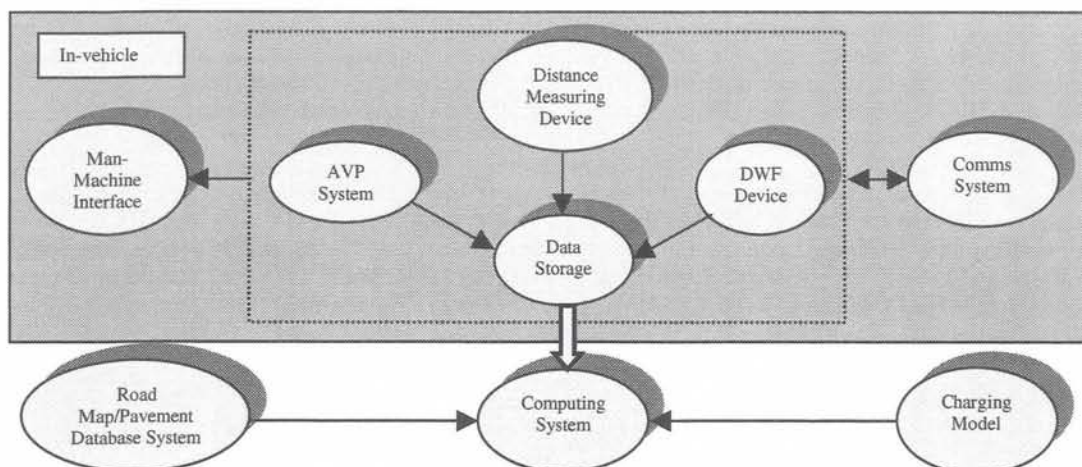 In-vehicle
Distance
Measuring
Device
Man-
Machine
Interface
AVP
System
DWF
Device
Comms
System
Data
Storage
Road
Map/Pavement
Database System
Computing
System
Charging
Model